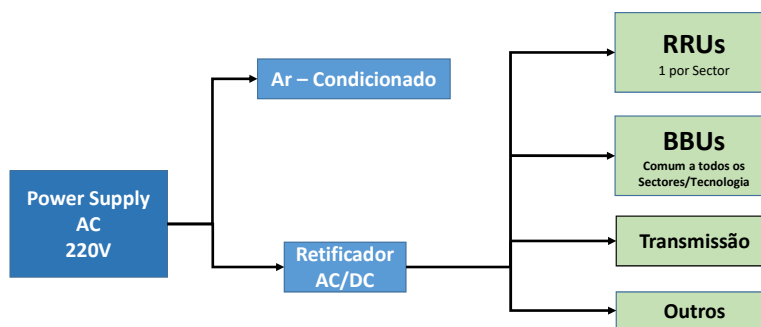 Power Supply
AC
220V
Ar – Condicionado
Retificador
AC/DC
RRUs
1 por Sector
BBUs
Comum a todos os
Sectores/Tecnologia
Transmissão
Outros